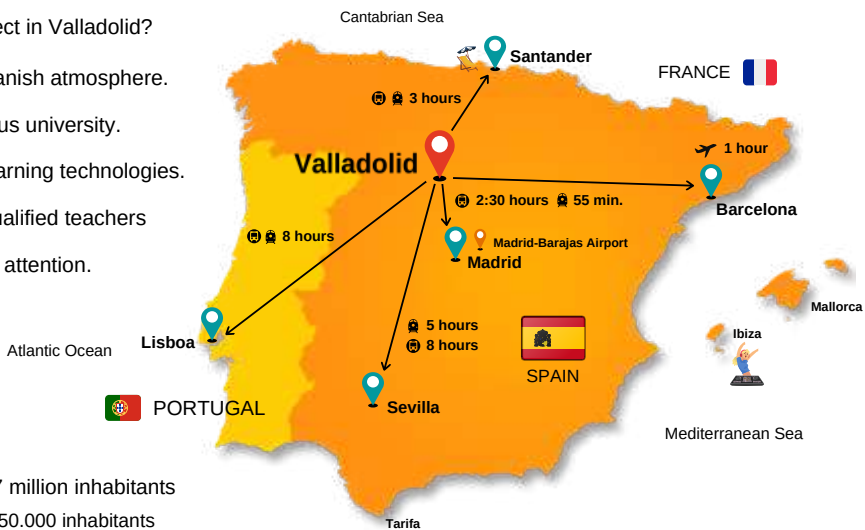 ect in Valladolid?
anish atmosphere.
us university.
arning technologies.
ualified teachers
attention.
Cantabrian Sea
Santander
FRANCE
3 hours
1 hour
Valladolid
2:30 hours 55 min.
Barcelona
8 hours
Madrid-Barajas Airport
Madrid
Mallorca
5 hours
8 hours
Ibiza
Lisboa
Atlantic Ocean
SPAIN
PORTUGAL
Sevilla
Mediterranean Sea
7 million inhabitants
50.000 inhabitants
Tarifa